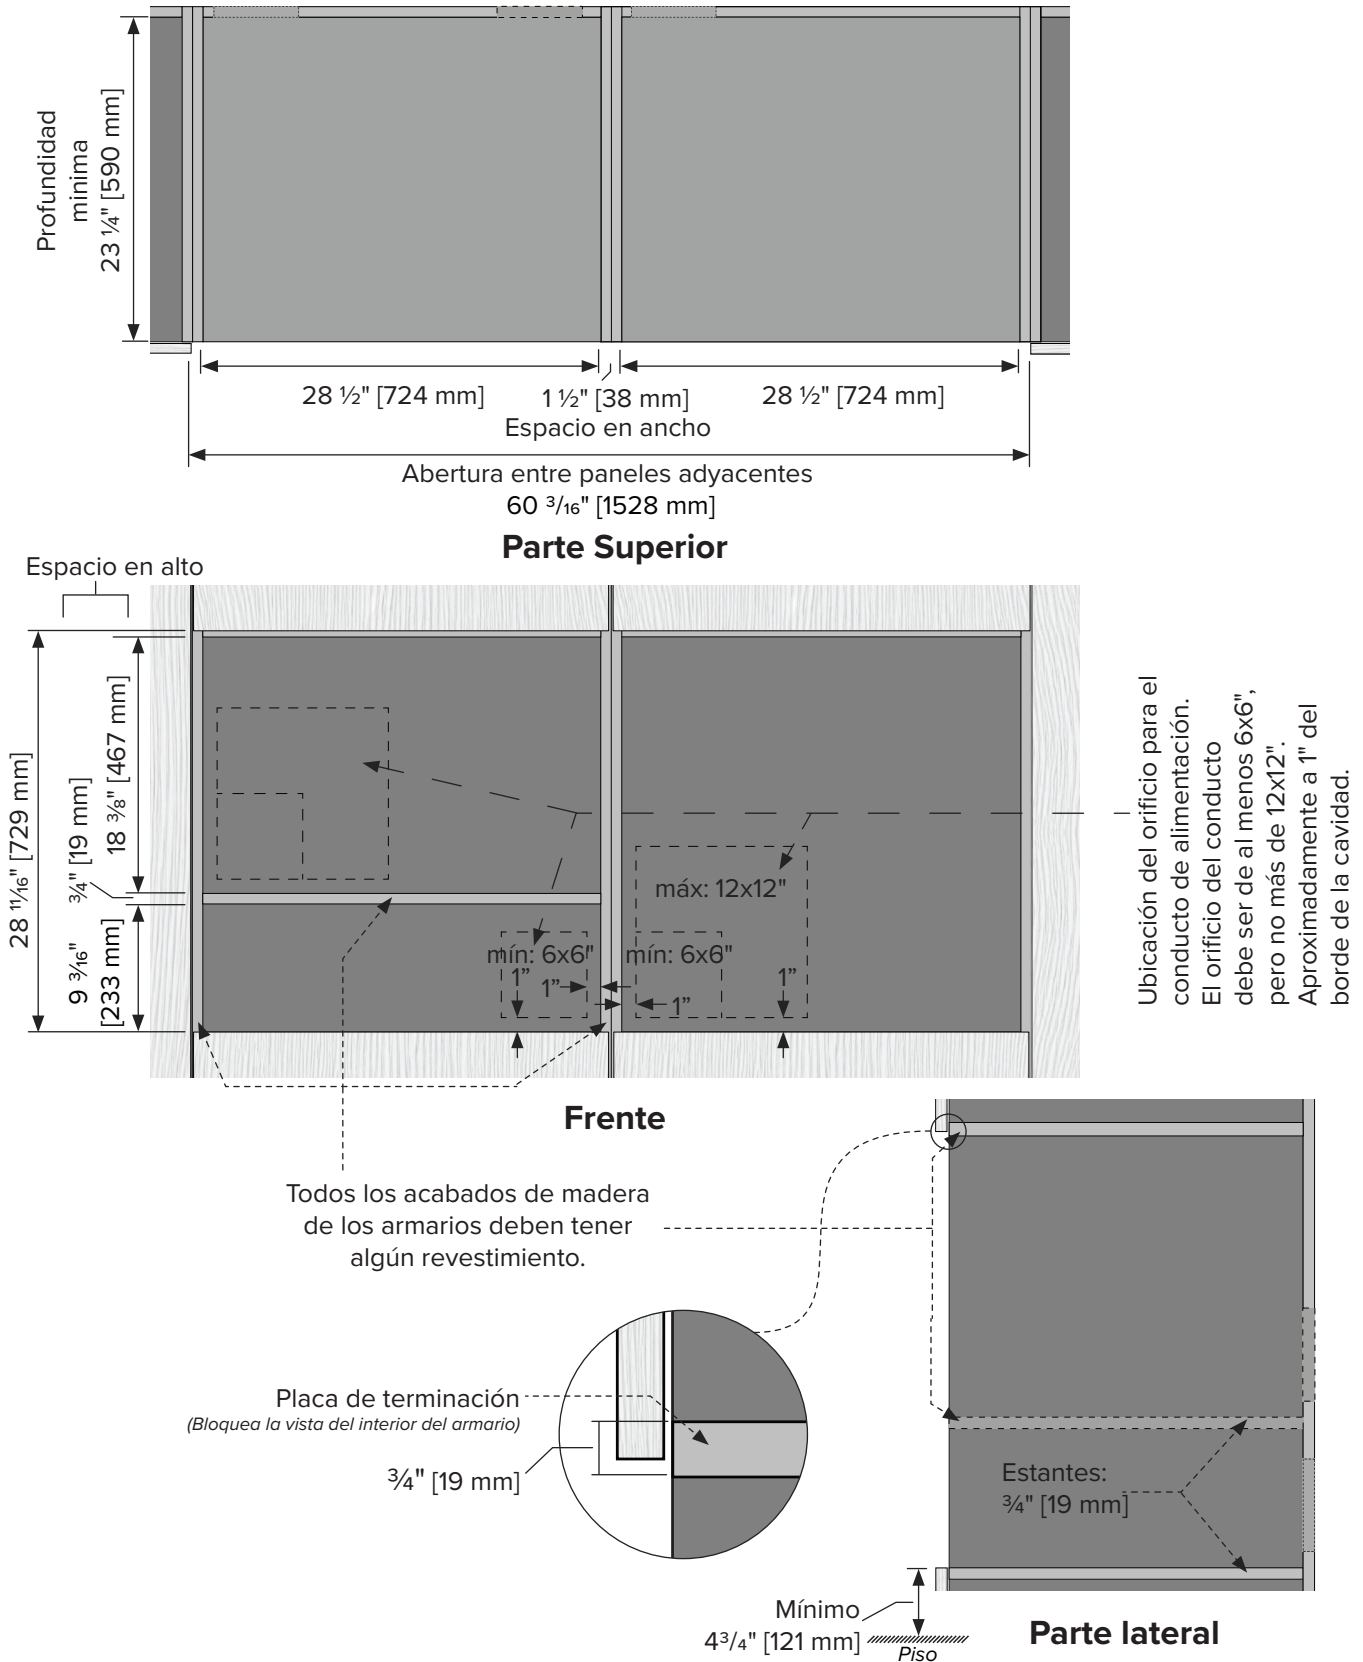 Profundidad
minima
23 ¼" [590 mm]
28 ½" [724 mm]
1 ½" [38 mm]
28 ½" [724 mm]
Espacio en ancho
Abertura entre paneles adyacentes
60 ³/₁₆" [1528 mm]
Parte Superior
Espacio en alto
28 ¹¹⁄₁₆" [729 mm]
¾" [19 mm]
18 ⅜" [467 mm]
9 ³⁄₁₆"
[233 mm]
máx: 12x12"
mín: 6x6"
mín: 6x6"
1”
1”
1”
1”
Ubicación del orificio para el
conducto de alimentación.
El orificio del conducto
debe ser de al menos 6x6",
pero no más de 12x12".
Aproximadamente a 1" del
borde de la cavidad.
Frente
Todos los acabados de madera
de los armarios deben tener
algún revestimiento.
Placa de terminación
(Bloquea la vista del interior del armario)
¾" [19 mm]
Estantes:
¾" [19 mm]
Mínimo
4³/₄" [121 mm]
Piso
Parte lateral